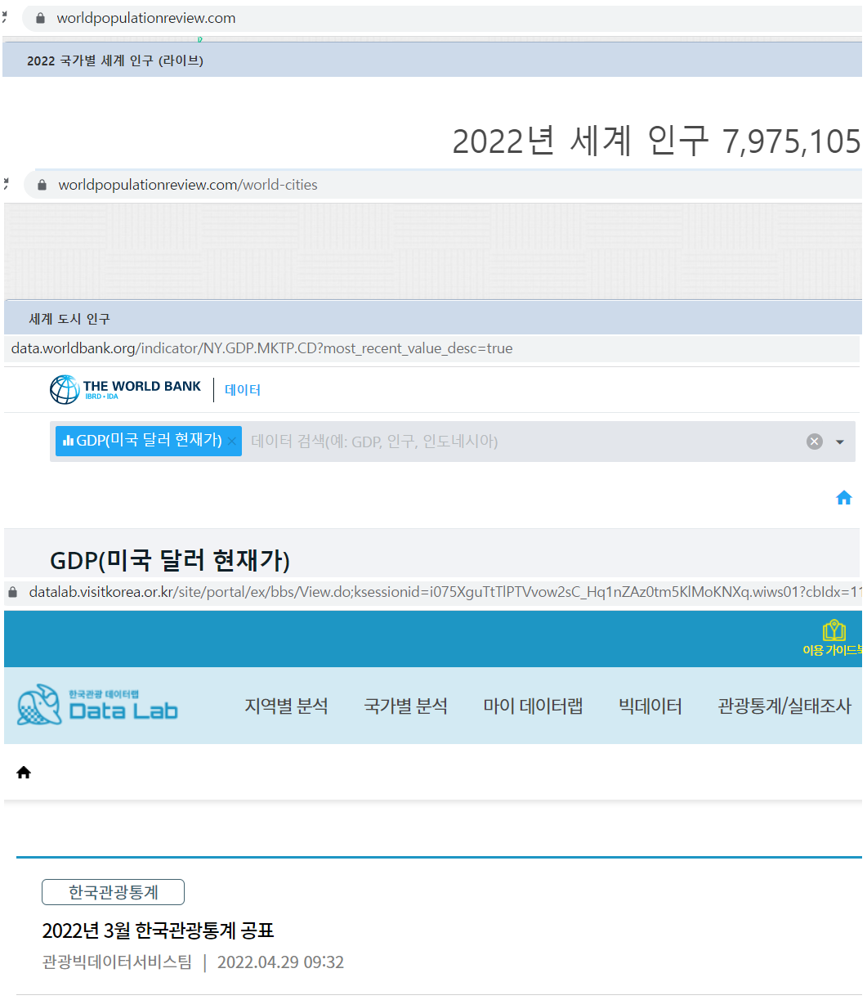 worldpopulationreview.com
2022 국가별 세계 인구 (라이브)
2022년 세계 인구 7,975,105
worldpopulationreview.com/world-cities
세계 도시 인구
data.worldbank.org/indicator/NY.GDP.MKTP.CD?most_recent_value_desc=true
THE WORLD BANK
IBRD • IDA
데이터
GDP(미국 달러 현재가) × 데이터 검색(예: GDP, 인구, 인도네시아)
GDP(미국 달러 현재가)
datalab.visitkorea.or.kr/site/portal/ex/bbs/View.do;ksessionid=i075XguTtTlPTVvow2sC_Hq1nZAz0tm5KlMoKNXq.wiws01?cbIdx=11
이용 가이드북
한국관광 데이터랩
Data Lab
지역별 분석 국가별 분석 마이 데이터랩 빅데이터 관광통계/실태조사
한국관광통계
2022년 3월 한국관광통계 공표
관광빅데이터서비스팀 | 2022.04.29 09:32